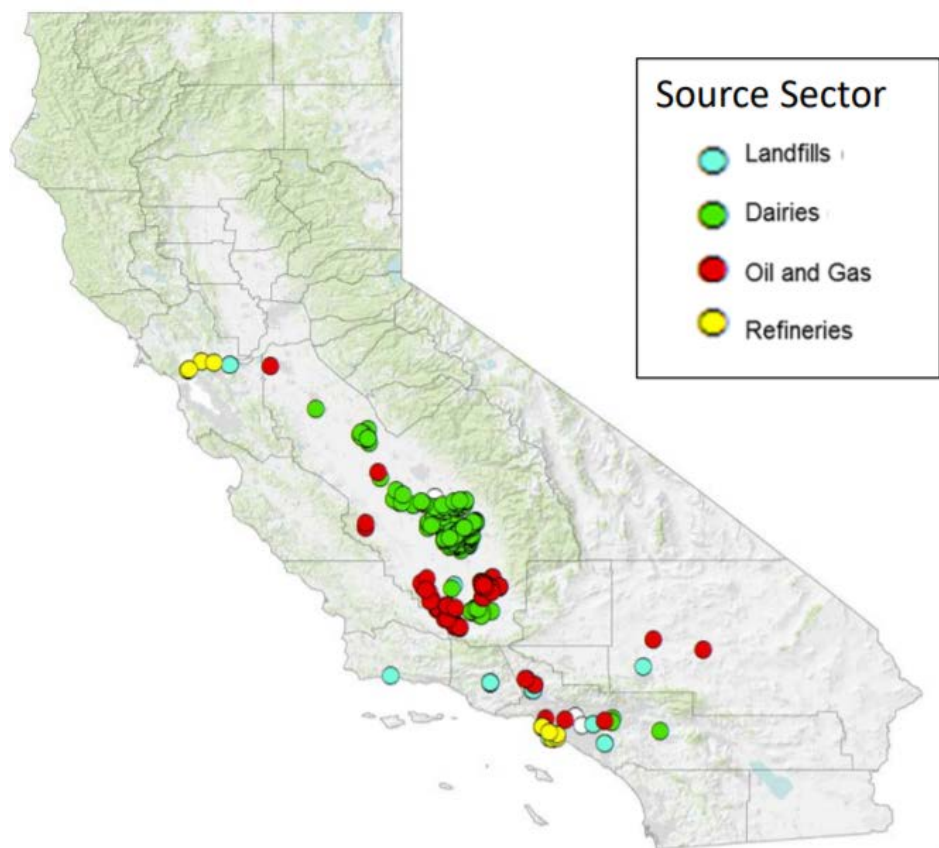 Source Sector
Landfills
Dairies
Oil and Gas
Refineries